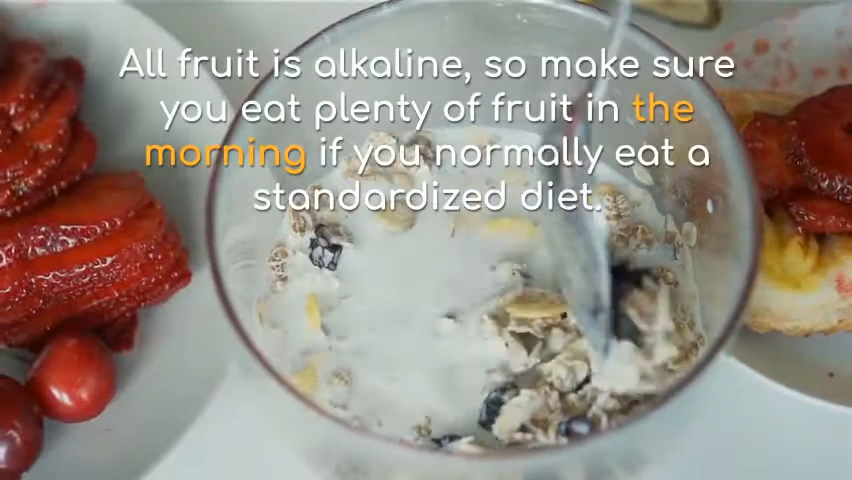 All fruit is alkaline, so make sure
you eat plenty of fruit in the
morning if you normally eat a
standardized diet.